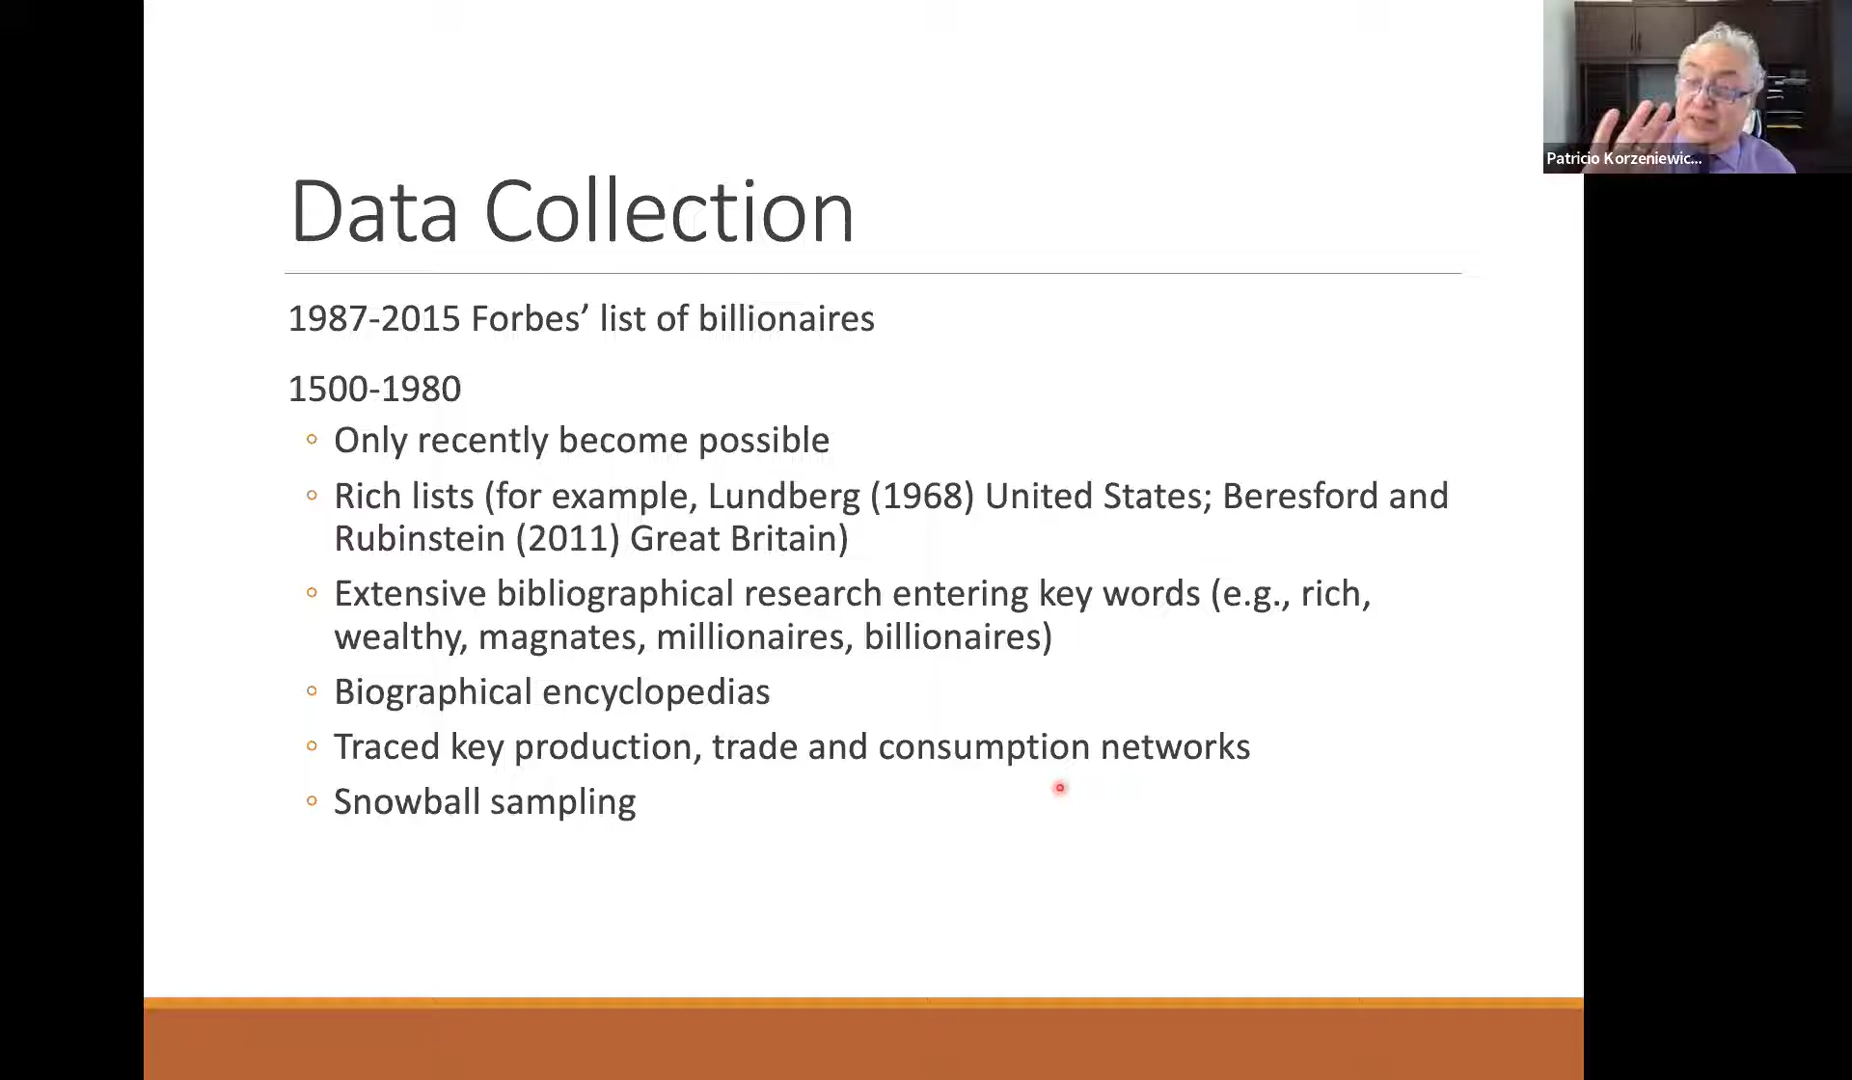 Patricio Korzeniewic...
Data Collection
1987-2015 Forbes’ list of billionaires
1500-1980
◦ Only recently become possible
◦ Rich lists (for example, Lundberg (1968) United States; Beresford and
Rubinstein (2011) Great Britain)
◦ Extensive bibliographical research entering key words (e.g., rich,
wealthy, magnates, millionaires, billionaires)
◦ Biographical encyclopedias
◦ Traced key production, trade and consumption networks
◦ Snowball sampling